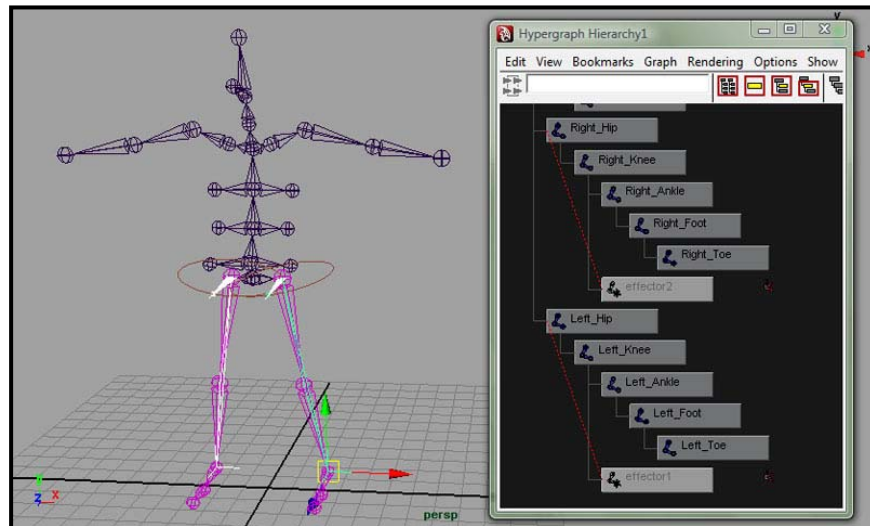 Hypergraph Hierarchy1
y
x
Edit View Bookmarks Graph Rendering Options Show
Right_Hip
Right_Knee
Right_Ankle
Right_Foot
Right_Toe
effector2
Left_Hip
Left_Knee
Left_Ankle
Left_Foot
Left_Toe
effector1
y
z x
persp